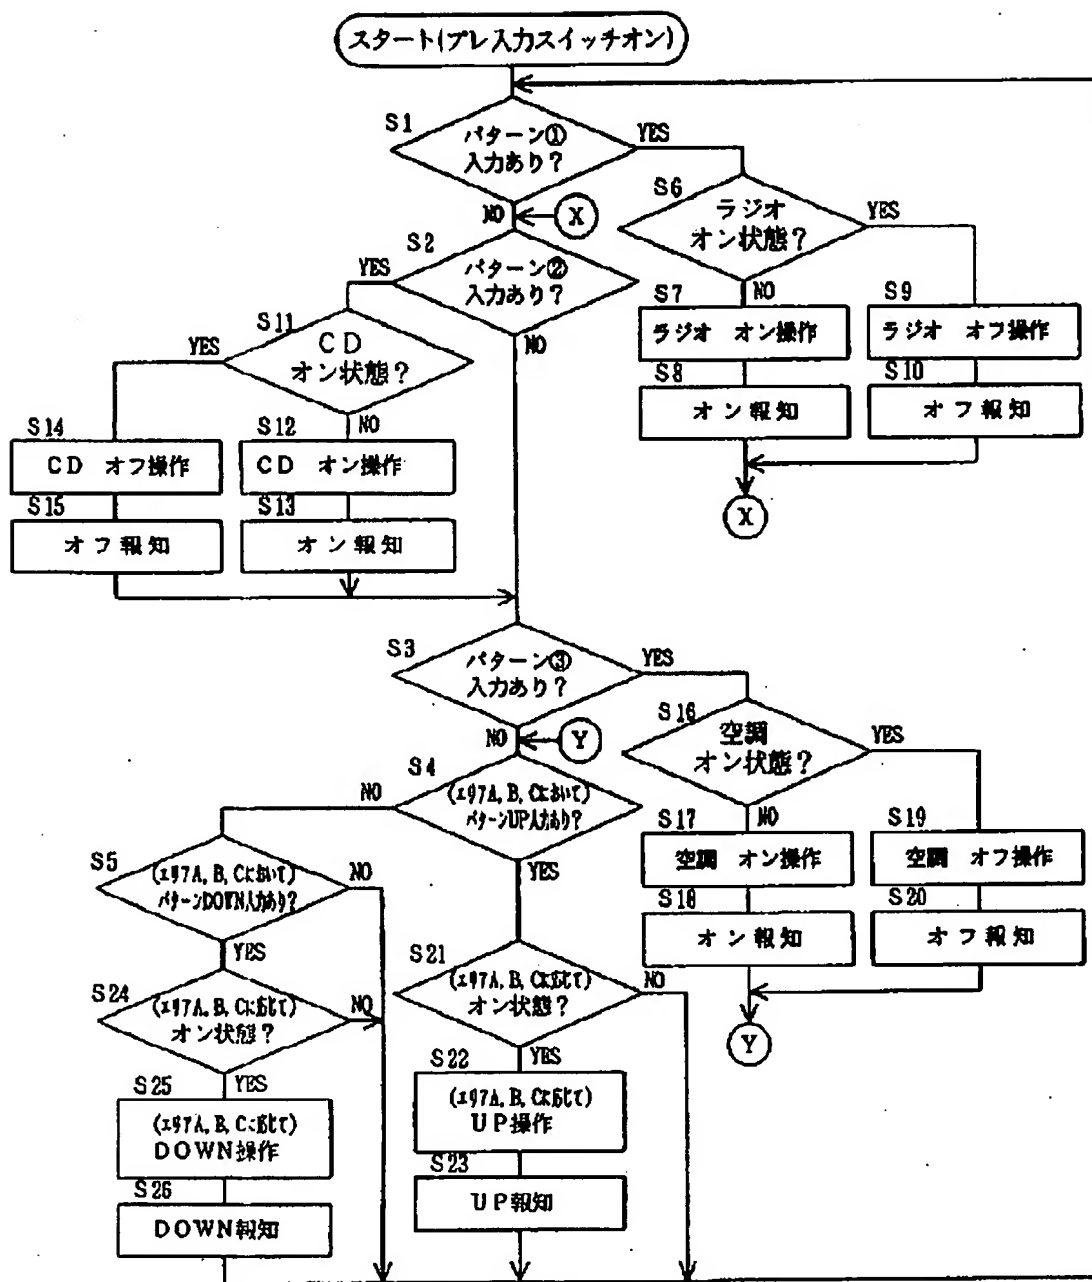 スタート(プレ入力スイッチオン)
S1
パターン①
入力あり?
YES
NO
X
S6
ラジオ
オン状態?
YES
NO
S7
ラジオ オン操作
S8
オン報知
S9
ラジオ オフ操作
S10
オフ報知
X
S2
パターン②
入力あり?
YES
NO
S11
CD
オン状態?
YES
NO
S14
CD オフ操作
S15
オフ報知
S12
CD オン操作
S13
オン報知
S3
パターン③
入力あり?
YES
NO
Y
S16
空調
オン状態?
YES
NO
S17
空調 オン操作
S18
オン報知
S19
空調 オフ操作
S20
オフ報知
Y
S4
(エリアA, B, Cにおいて)
パターンUP入力あり?
NO
YES
S5
(エリアA, B, Cにおいて)
パターンDOWN入力あり?
NO
YES
S24
(エリアA, B, Cに応じて)
オン状態?
NO
YES
S25
(エリアA, B, Cに応じて)
DOWN操作
S26
DOWN報知
S21
(エリアA, B, Cに応じて)
オン状態?
NO
YES
S22
(エリアA, B, Cに応じて)
UP操作
S23
UP報知